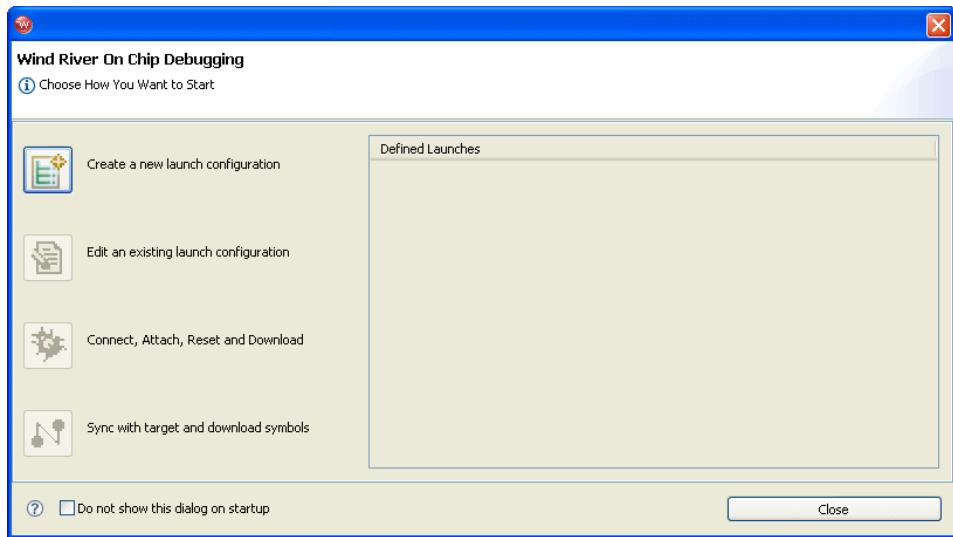 Wind River On Chip Debugging
Choose How You Want to Start
Create a new launch configuration
Edit an existing launch configuration
Connect, Attach, Reset and Download
Sync with target and download symbols
Defined Launches
Do not show this dialog on startup
Close